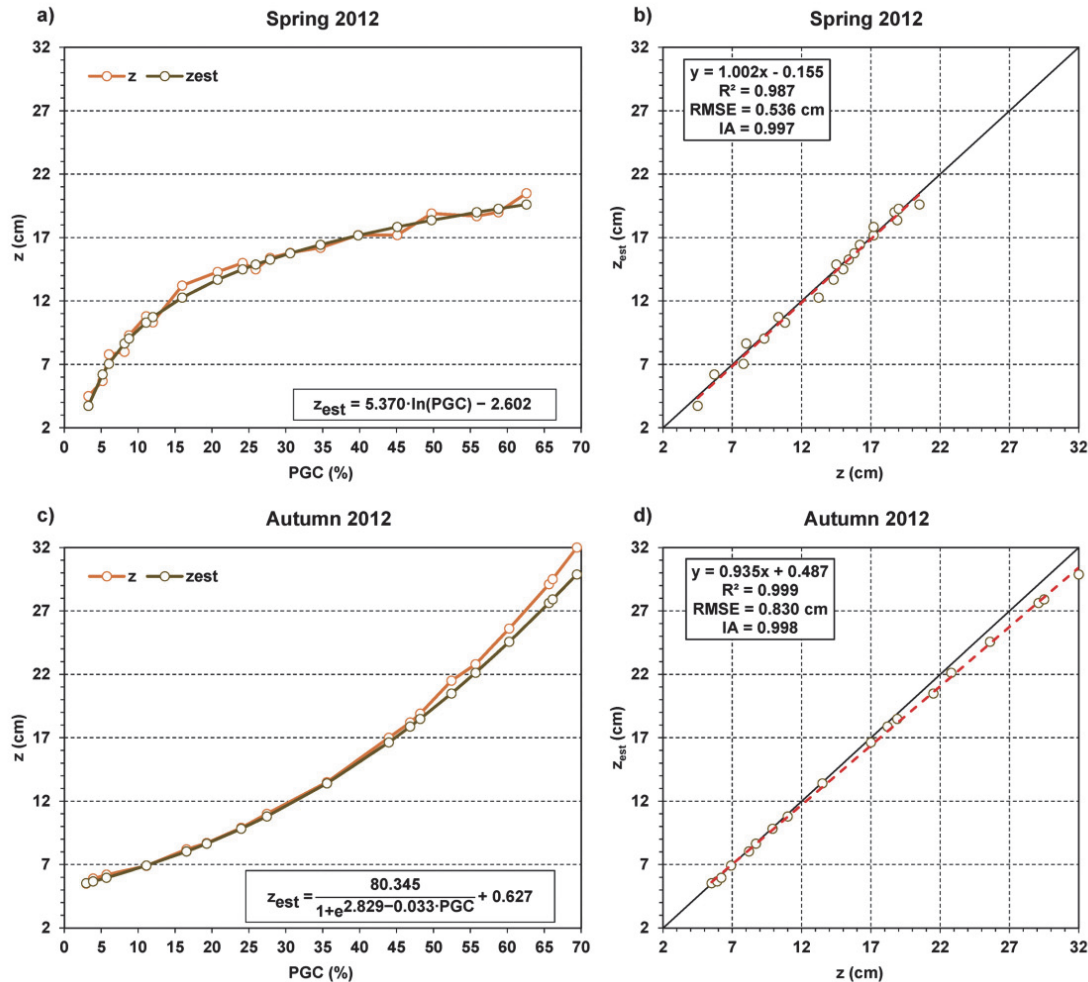 a)
Spring 2012
32
27
22
17
12
7
2
z (cm)
z
zest
z_est = 5.370·ln(PGC) − 2.602
0 5 10 15 20 25 30 35 40 45 50 55 60 65 70
PGC (%)
b)
Spring 2012
32
27
22
17
12
7
2
z_est (cm)
y = 1.002x - 0.155
R² = 0.987
RMSE = 0.536 cm
IA = 0.997
2 7 12 17 22 27 32
z (cm)
c)
Autumn 2012
32
27
22
17
12
7
2
z (cm)
z
zest
z_est = 80.345 / (1+e^(2.829−0.033·PGC)) + 0.627
0 5 10 15 20 25 30 35 40 45 50 55 60 65 70
PGC (%)
d)
Autumn 2012
32
27
22
17
12
7
2
z_est (cm)
y = 0.935x + 0.487
R² = 0.999
RMSE = 0.830 cm
IA = 0.998
2 7 12 17 22 27 32
z (cm)